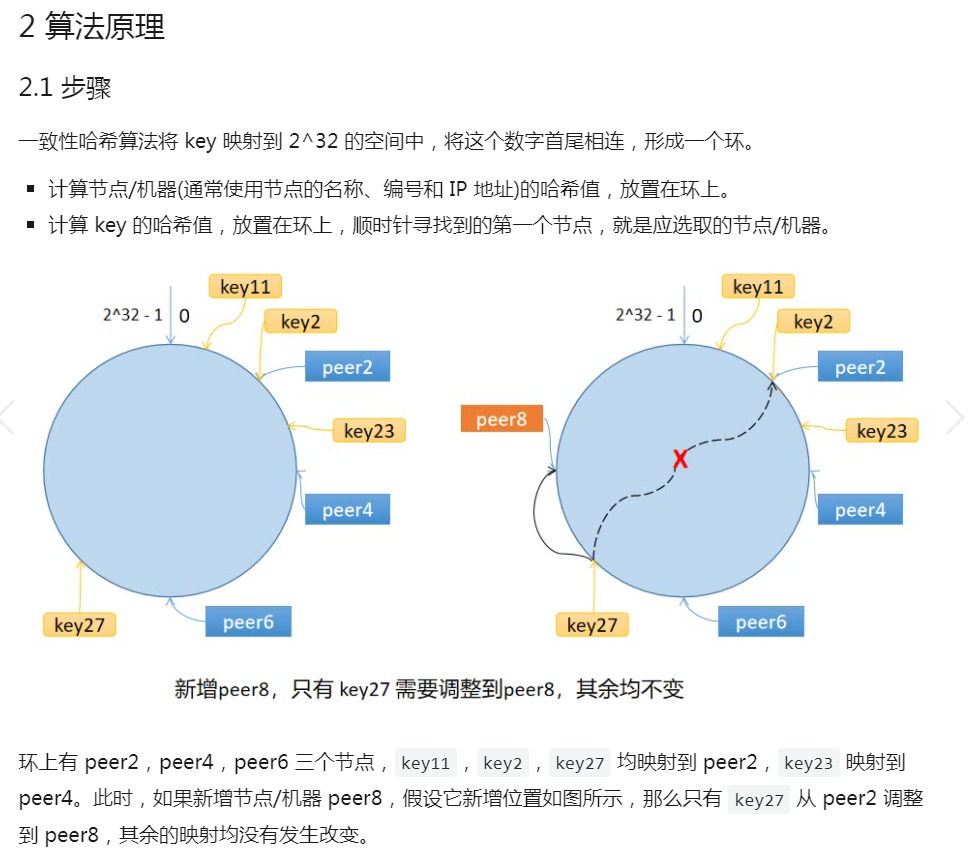 2 算法原理
2.1 步骤
一致性哈希算法将 key 映射到 2^32 的空间中，将这个数字首尾相连，形成一个环。
计算节点/机器(通常使用节点的名称、编号和 IP 地址)的哈希值，放置在环上。
计算 key 的哈希值，放置在环上，顺时针寻找到的第一个节点，就是应选取的节点/机器。
key11
2^32 - 1
0
key2
peer2
key23
peer4
key27
peer6
key11
2^32 - 1
0
key2
peer2
peer8
key23
X
peer4
key27
peer6
新增peer8，只有 key27 需要调整到peer8，其余均不变
环上有 peer2，peer4，peer6 三个节点，key11，key2，key27 均映射到 peer2，key23 映射到
peer4。此时，如果新增节点/机器 peer8，假设它新增位置如图所示，那么只有 key27 从 peer2 调整
到 peer8，其余的映射均没有发生改变。